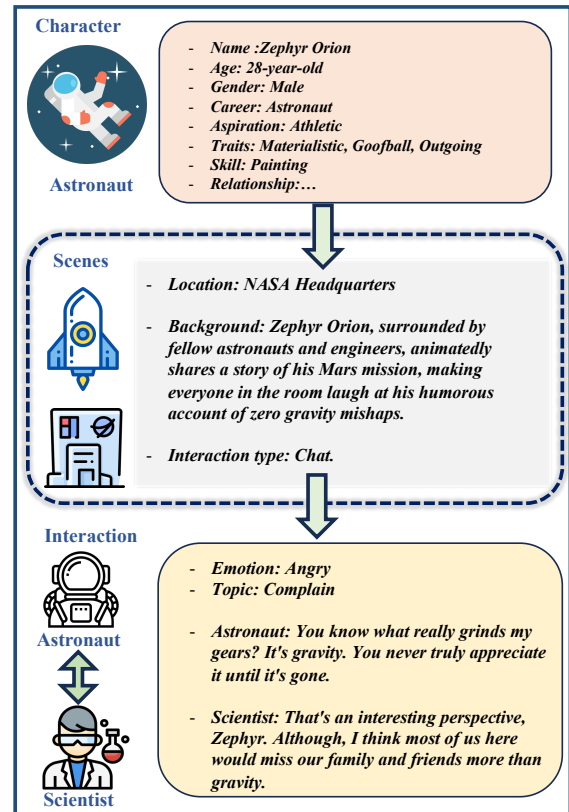 Character
- Name :Zephyr Orion
- Age: 28-year-old
- Gender: Male
- Career: Astronaut
- Aspiration: Athletic
- Traits: Materialistic, Goofball, Outgoing
- Skill: Painting
- Relationship:…
Astronaut
Scenes
- Location: NASA Headquarters
- Background: Zephyr Orion, surrounded by
fellow astronauts and engineers, animatedly
shares a story of his Mars mission, making
everyone in the room laugh at his humorous
account of zero gravity mishaps.
- Interaction type: Chat.
Interaction
Astronaut
Scientist
- Emotion: Angry
- Topic: Complain
- Astronaut: You know what really grinds my
gears? It's gravity. You never truly appreciate
it until it's gone.
- Scientist: That's an interesting perspective,
Zephyr. Although, I think most of us here
would miss our family and friends more than
gravity.